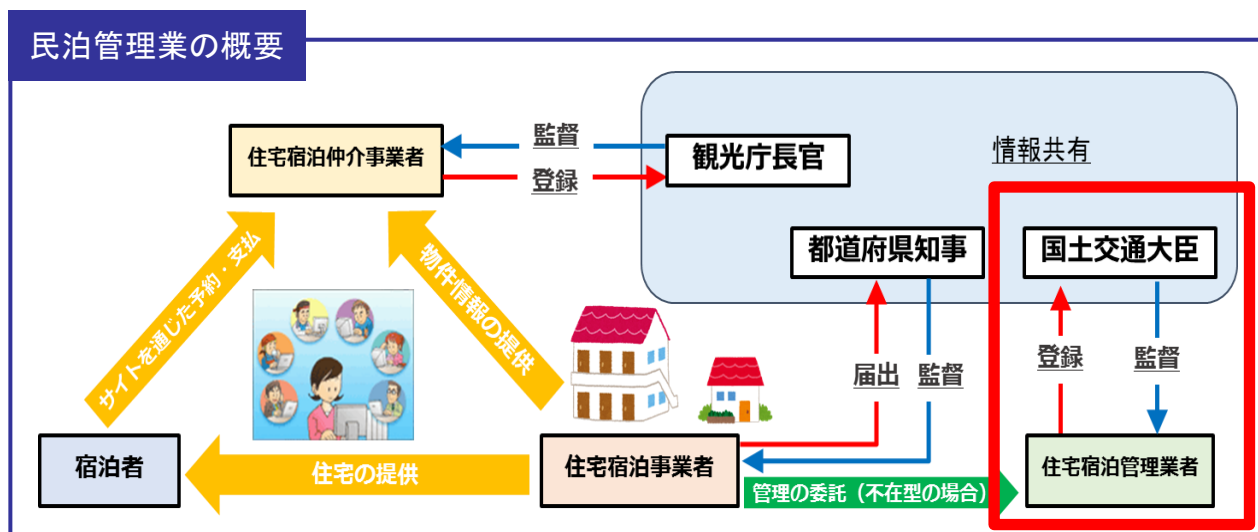 民泊管理業の概要
住宅宿泊仲介事業者
監督
登録
観光庁長官
情報共有
都道府県知事
国土交通大臣
サイトを通じた予約・支払
物件情報の提供
届出
監督
登録
監督
宿泊者
住宅の提供
住宅宿泊事業者
管理の委託（不在型の場合）
住宅宿泊管理業者